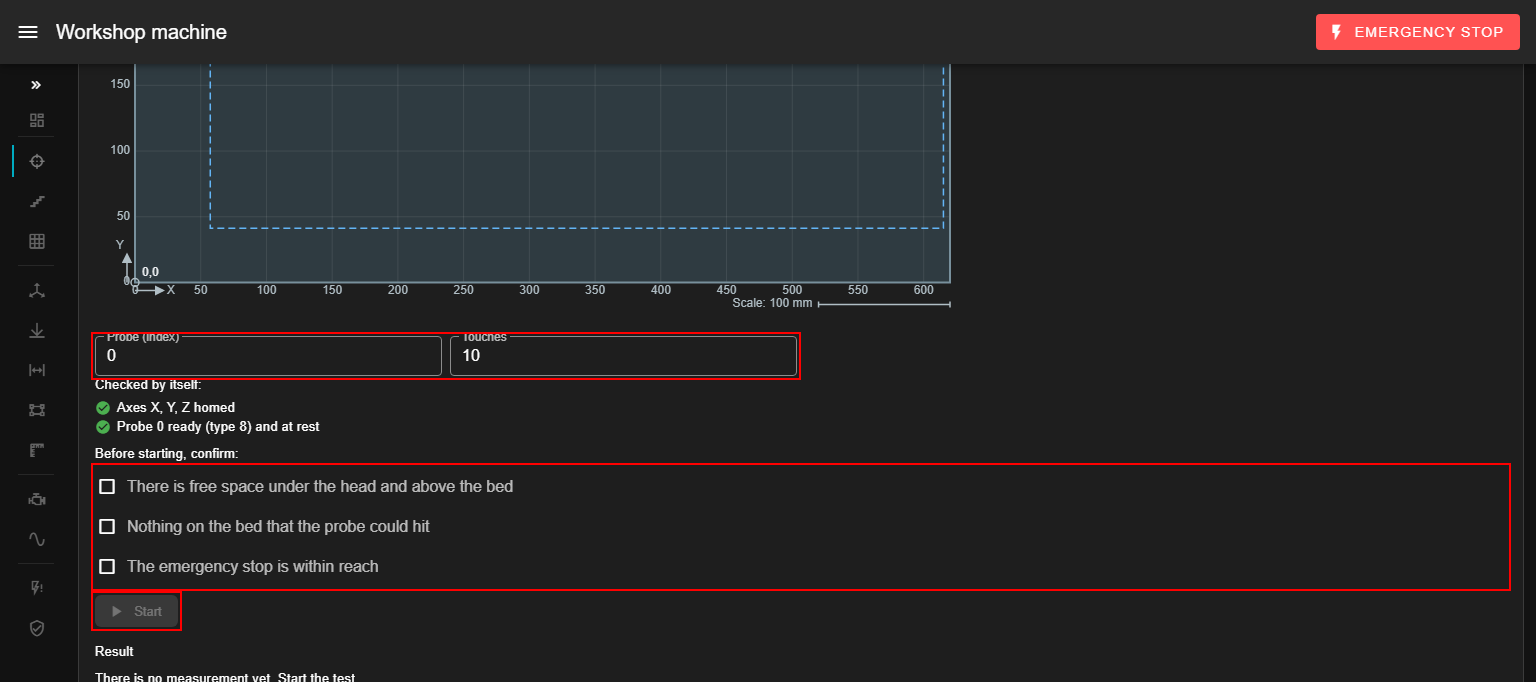 Workshop machine
EMERGENCY STOP
150
100
50
Y
0,0
0
0 X 50 100 150 200 250 300 350 400 450 500 550 600
Scale: 100 mm
Probe (index)
0
Touches
10
Checked by itself:
Axes X, Y, Z homed
Probe 0 ready (type 8) and at rest
Before starting, confirm:
There is free space under the head and above the bed
Nothing on the bed that the probe could hit
The emergency stop is within reach
Start
Result
There is no measurement yet. Start the test